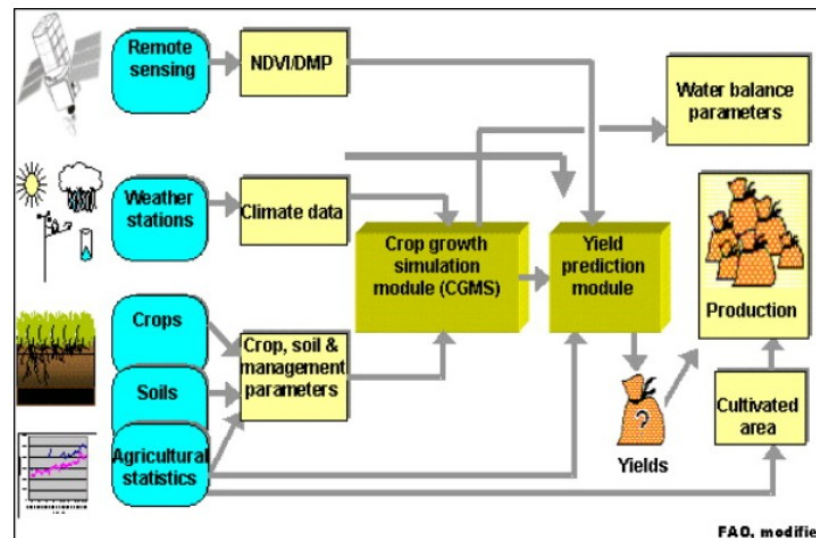 Remote
sensing
NDVI/DMP
Water balance
parameters
Weather
stations
Climate data
Crop growth
simulation
module (CGMS)
Yield
prediction
module
Production
Crops
Crop, soil &
management
parameters
Soils
Agricultural
statistics
?
Yields
Cultivated
area
FAO, modifie